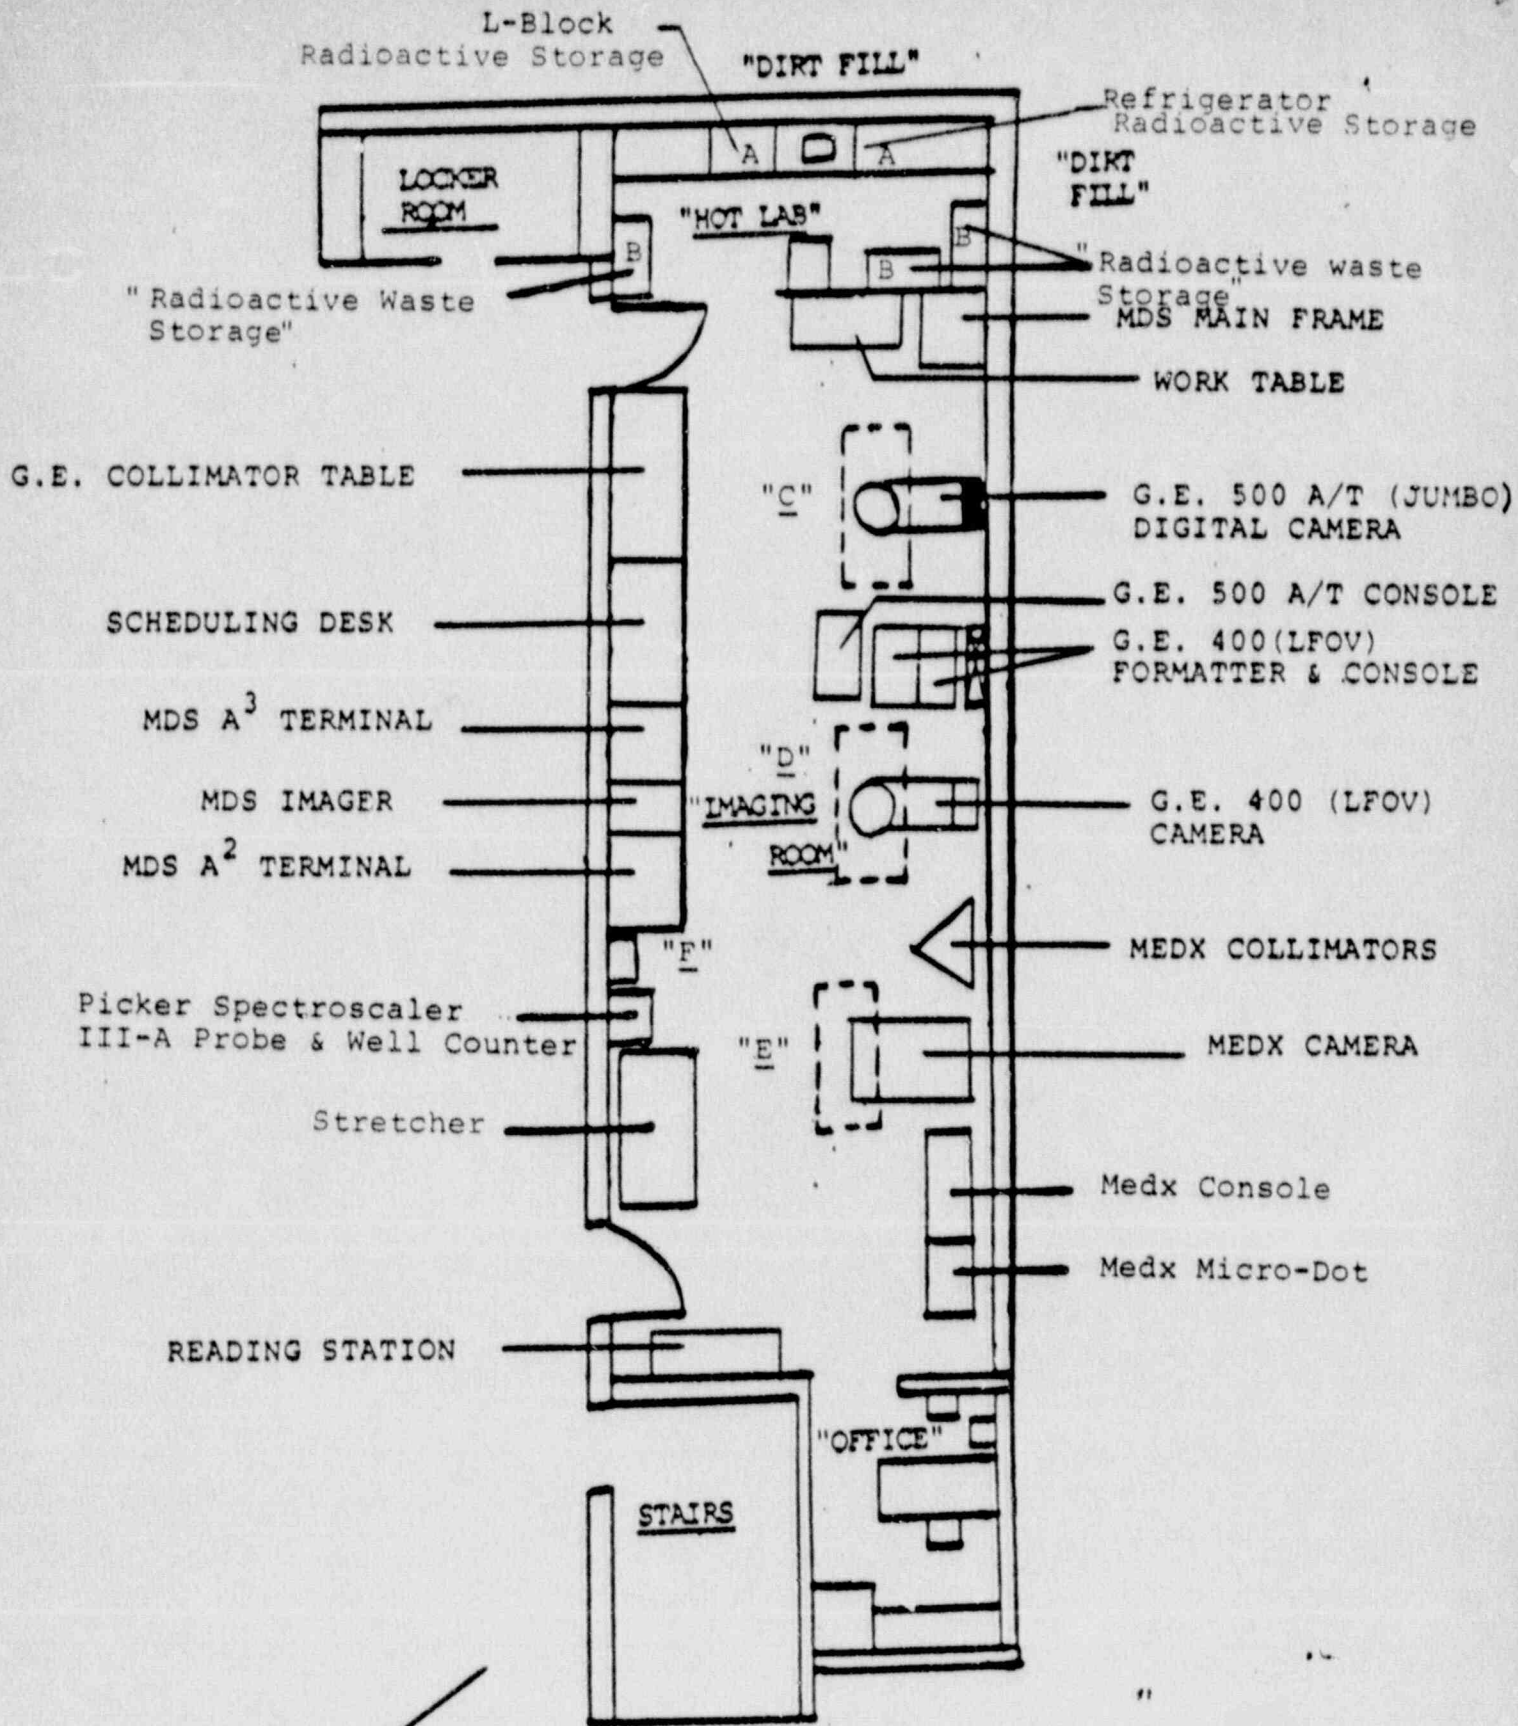 L-Block
Radioactive Storage
"DIRT FILL"
Refrigerator
Radioactive Storage
A
A
"DIRT
FILL"
LOCKER
ROOM
"HOT LAB"
B
B
B
"Radioactive Waste
Storage"
"Radioactive waste
Storage"
MDS MAIN FRAME
WORK TABLE
G.E. COLLIMATOR TABLE
"C"
G.E. 500 A/T (JUMBO)
DIGITAL CAMERA
SCHEDULING DESK
G.E. 500 A/T CONSOLE
G.E. 400(LFOV)
FORMATTER & CONSOLE
MDS A³ TERMINAL
"D"
MDS IMAGER
"IMAGING
ROOM"
G.E. 400 (LFOV)
CAMERA
MDS A² TERMINAL
"F"
MEDX COLLIMATORS
Picker Spectroscaler
III-A Probe & Well Counter
"E"
MEDX CAMERA
Stretcher
Medx Console
Medx Micro-Dot
READING STATION
"OFFICE"
STAIRS